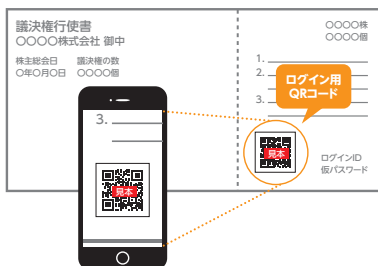 議決権行使書
○○○○株式会社 御中
株主総会日 議決権の数
○年○月○日 ○○○○個
○○○○株
○○○○個
1.
2.
3.
ログイン用
QRコード
見本
ログインID
仮パスワード
3.
見本